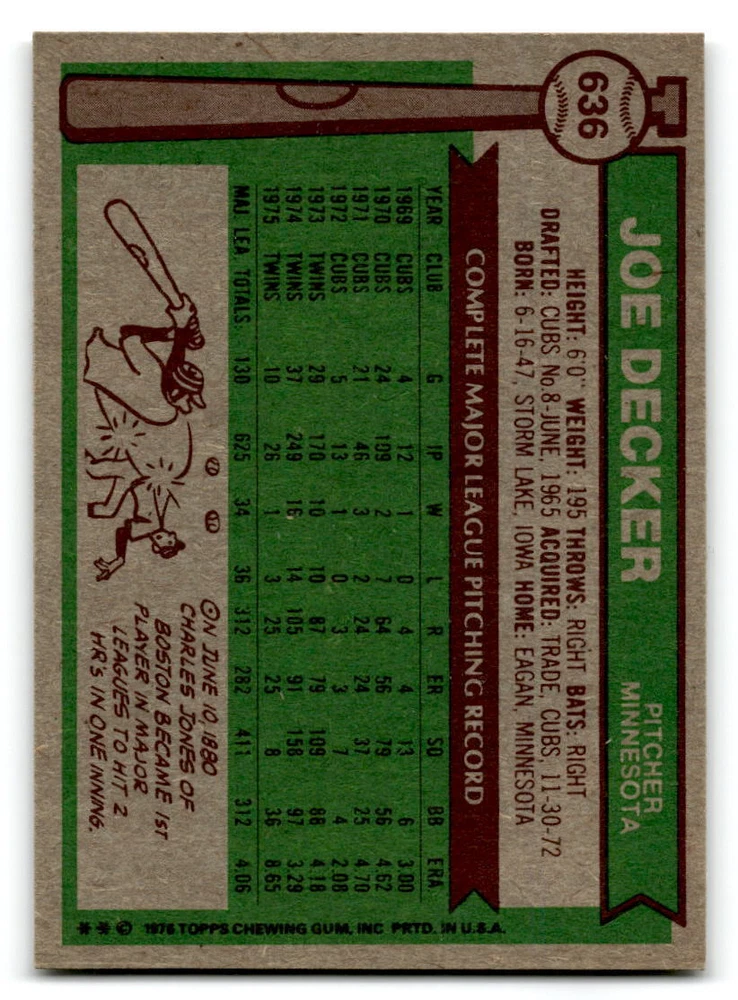 636
JOE DECKER
PITCHER
MINNESOTA
HEIGHT: 6'0" WEIGHT: 195 THROWS: RIGHT BATS: RIGHT
DRAFTED: CUBS No.8-JUNE, 1965 ACQUIRED: TRADE, CUBS, 11-30-72
BORN: 6-16-47, STORM LAKE, IOWA HOME: EAGAN, MINNESOTA
COMPLETE MAJOR LEAGUE PITCHING RECORD
YEAR CLUB G IP W L R ER SO BB ERA
1969 CUBS 4 12 1 0 4 4 13 6 3.00
1970 CUBS 24 109 2 7 64 56 79 56 4.62
1971 CUBS 21 46 3 2 24 24 37 25 4.70
1972 CUBS 5 13 1 0 3 3 7 4 2.08
1973 TWINS 29 170 10 10 87 79 109 88 4.18
1974 TWINS 37 249 16 14 105 91 158 97 3.29
1975 TWINS 10 26 1 3 25 25 8 36 8.65
MAJ. LEA TOTALS 130 625 34 36 312 282 411 312 4.06
ON JUNE 10, 1880
CHARLES JONES OF
BOSTON BECAME 1ST
PLAYER IN MAJOR
LEAGUES TO HIT 2
HR'S IN ONE INNING.
** © 1976 TOPPS CHEWING GUM, INC PRTD. IN U.S.A.